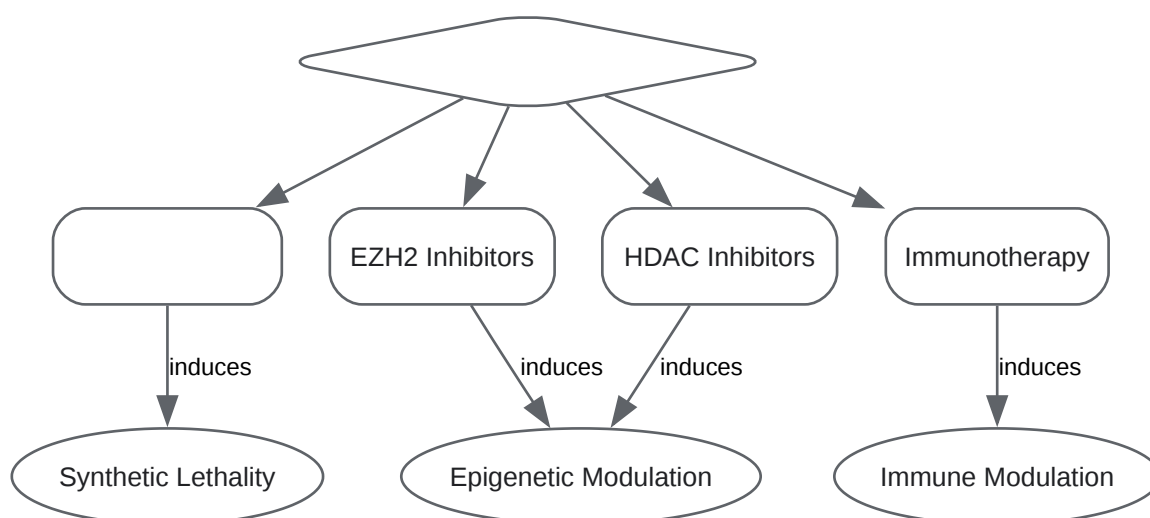 EZH2 Inhibitors
HDAC Inhibitors
Immunotherapy
induces
induces
induces
induces
Synthetic Lethality
Epigenetic Modulation
Immune Modulation